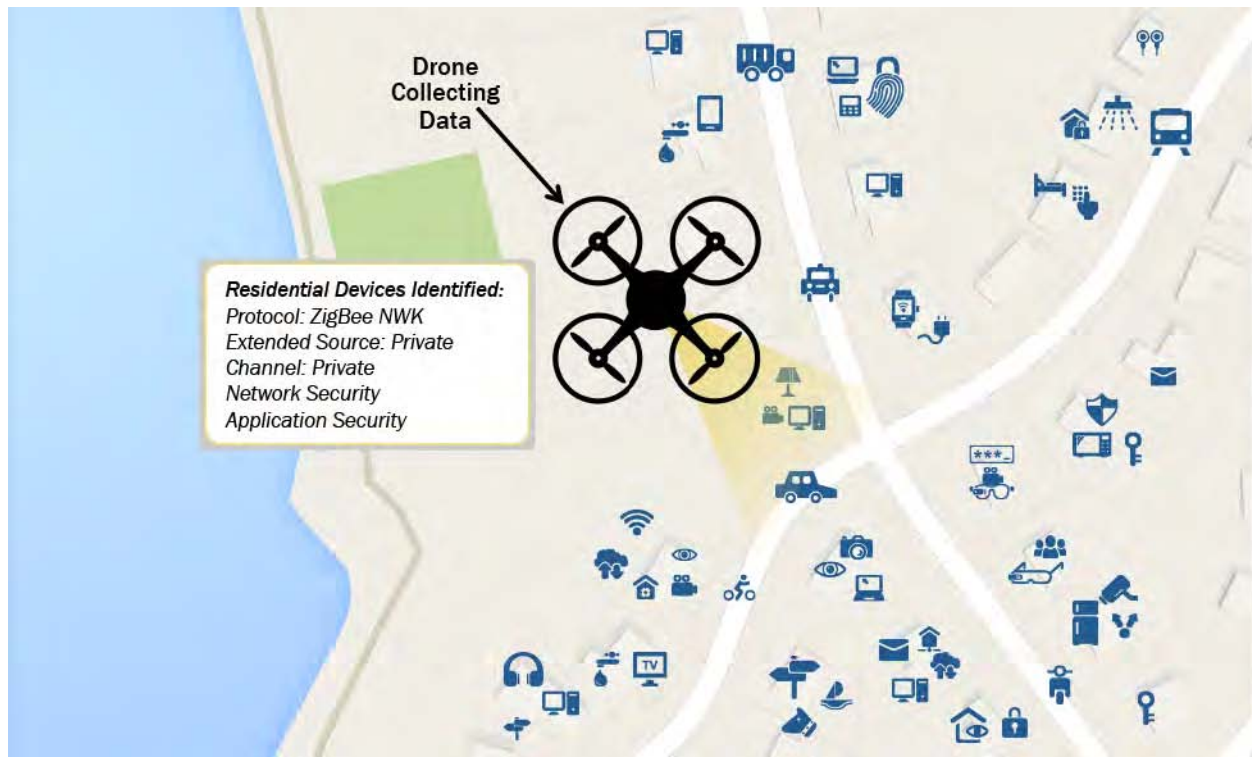 Drone
Collecting
Data
Residential Devices Identified:
Protocol: ZigBee NWK
Extended Source: Private
Channel: Private
Network Security
Application Security
***_
TV